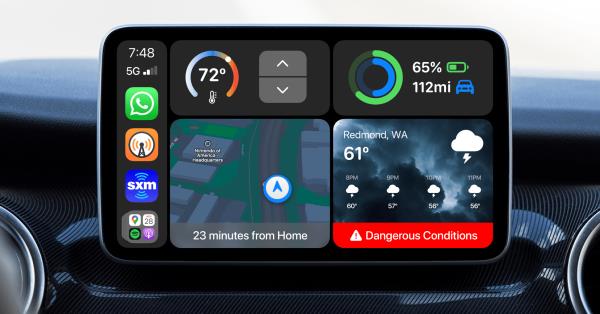 7:48
5G
sxm
28
72°
65%
112mi
Nintendo of
America
Headquarters
23 minutes from Home
Redmond, WA
61°
8PM 9PM 10PM 11PM
60° 57° 56° 56°
Dangerous Conditions